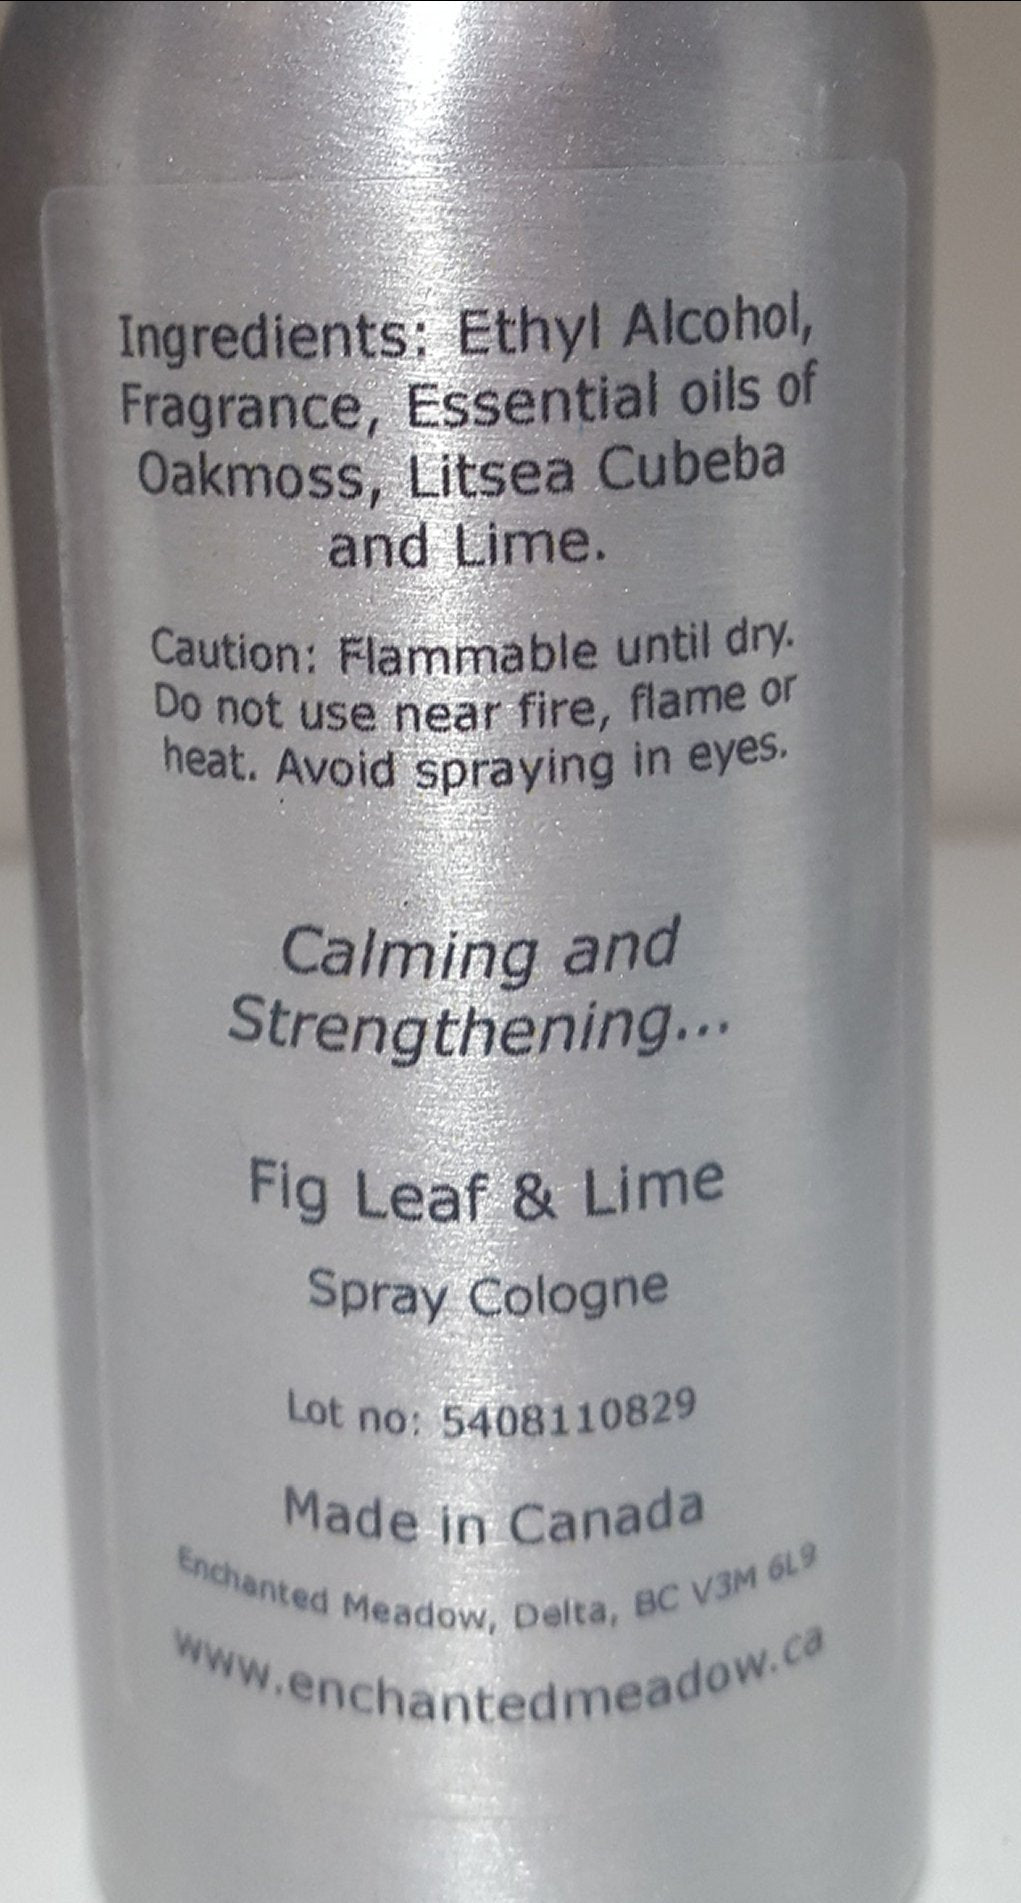 Ingredients: Ethyl Alcohol,
Fragrance, Essential oils of
Oakmoss, Litsea Cubeba
and Lime.
Caution: Flammable until dry.
Do not use near fire, flame or
heat. Avoid spraying in eyes.
Calming and
Strengthening...
Fig Leaf & Lime
Spray Cologne
Lot no: 5408110829
Made in Canada
Enchanted Meadow, Delta, BC V3M 6L9
www.enchantedmeadow.ca